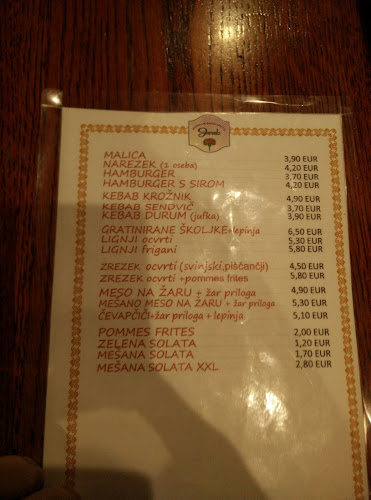 MALICA 3,90 EUR
NAREZEK (1 oseba) 4,20 EUR
HAMBURGER 3,70 EUR
HAMBURGER S SIROM 4,20 EUR
KEBAB KROŽNIK 4,90 EUR
KEBAB SENDVIČ 3,70 EUR
KEBAB DURUM (jufka) 3,90 EUR
GRATINIRANE ŠKOLJKE+lepinja 6,50 EUR
LIGNJI ocvrti 5,30 EUR
LIGNJI frigani 5,80 EUR
ZREZEK ocvrti (svinjski,piščančji) 4,50 EUR
ZREZEK ocvrti +pommes frites 5,80 EUR
MESO NA ŽARU + žar priloga 4,90 EUR
MEŠANO MESO NA ŽARU + žar priloga 5,30 EUR
ČEVAPČIČI+žar priloga + lepinja 5,10 EUR
POMMES FRITES 2,00 EUR
ZELENA SOLATA 1,20 EUR
MEŠANA SOLATA 1,70 EUR
MEŠANA SOLATA XXL 2,80 EUR